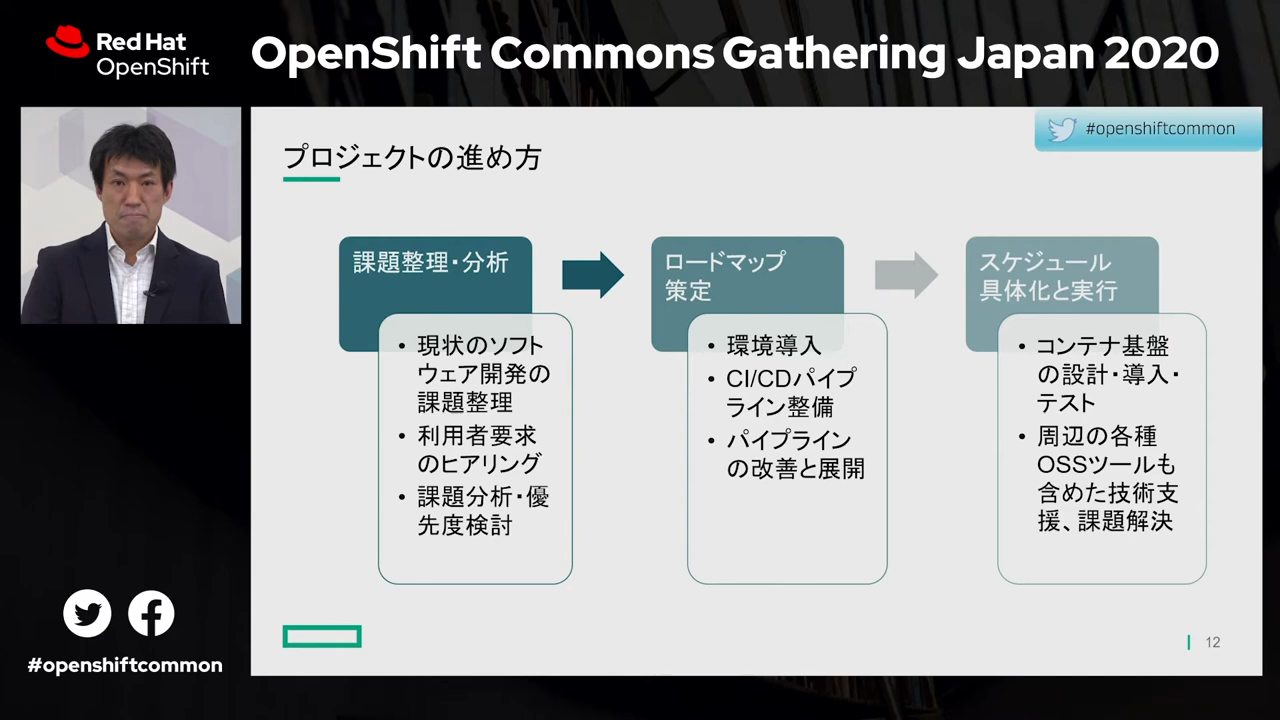 Red Hat
OpenShift
OpenShift Commons Gathering Japan 2020
#openshiftcommon
プロジェクトの進め方
課題整理・分析
• 現状のソフト
ウェア開発の
課題整理
• 利用者要求
のヒアリング
• 課題分析・優
先度検討
ロードマップ
策定
• 環境導入
• CI/CDパイプ
ライン整備
• パイプライン
の改善と展開
スケジュール
具体化と実行
• コンテナ基盤
の設計・導入・
テスト
• 周辺の各種
OSSツールも
含めた技術支
援、課題解決
12
#openshiftcommon